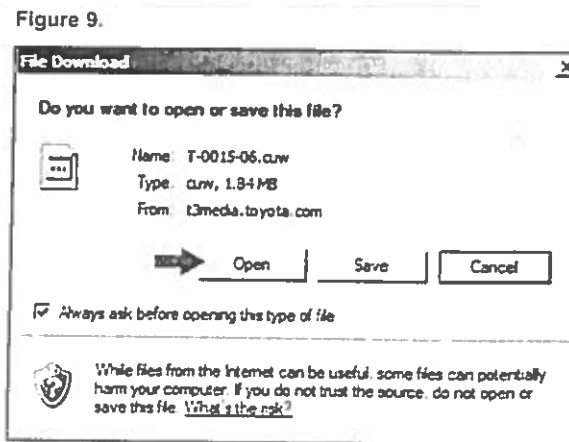 Figure 9.
File Download
X
Do you want to open or save this file?
Name: T-0015-06.cuw
Type: cuw, 1.84 MB
From: t3media.toyota.com
Open Save Cancel
Always ask before opening this type of file
While files from the Internet can be useful, some files can potentially
harm your computer. If you do not trust the source, do not open or
save this file. What's the risk?